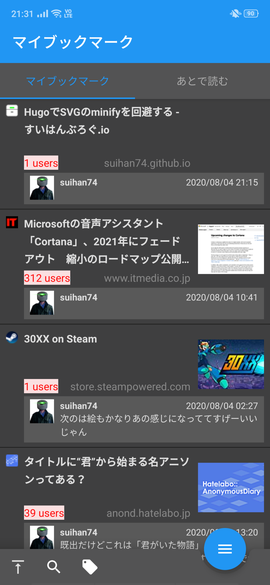 21:31
90
マイブックマーク
マイブックマーク
あとで読む
HugoでSVGのminifyを回避する -
すいはんぶろぐ.io
1 users
suihan74.github.io
suihan74
2020/08/04 21:15
Microsoftの音声アシスタント
「Cortana」、2021年にフェード
アウト 縮小のロードマップ公開…
312 users
www.itmedia.co.jp
suihan74
2020/08/04 10:41
30XX on Steam
30XX
1 users
store.steampowered.com
suihan74
2020/08/04 02:27
次のは絵もかなりあの感じになっててすげーいい
じゃん
タイトルに“君”から始まる名アニソ
ンってある？
Hatelabo::
AnonymousDiary
39 users
anond.hatelabo.jp
suihan74
13:20
既出だけどこれは「君がいた物語」